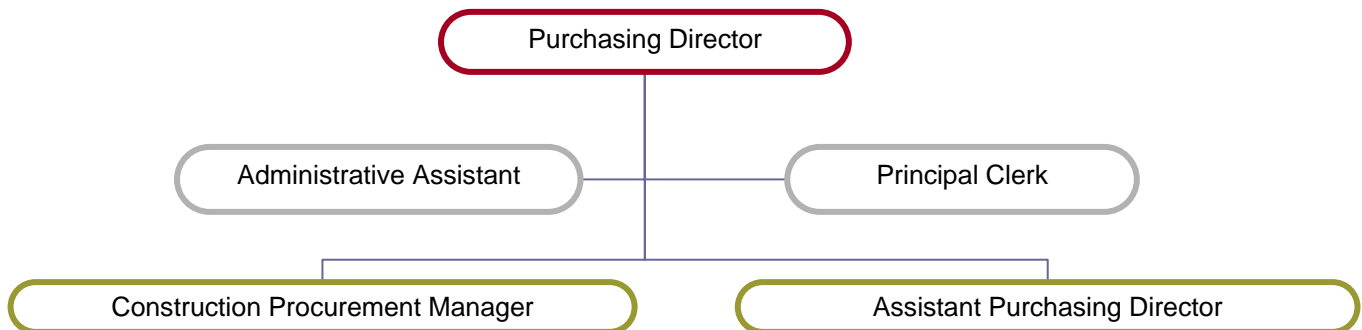 Purchasing Director
Administrative Assistant
Principal Clerk
Construction Procurement Manager
Assistant Purchasing Director